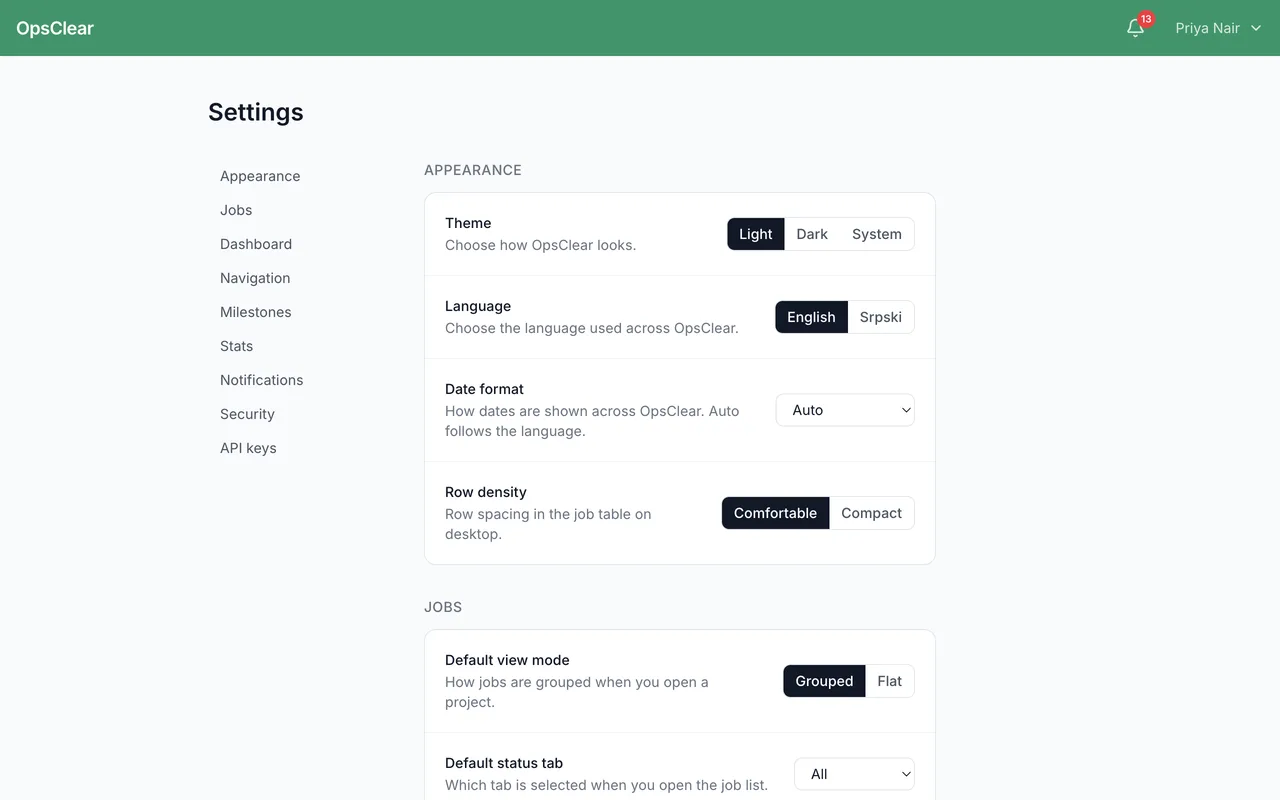 OpsClear
13
Priya Nair
Settings
Appearance
Jobs
Dashboard
Navigation
Milestones
Stats
Notifications
Security
API keys
APPEARANCE
Theme
Choose how OpsClear looks.
Light Dark System
Language
Choose the language used across OpsClear.
English Srpski
Date format
How dates are shown across OpsClear. Auto
follows the language.
Auto
Row density
Row spacing in the job table on
desktop.
Comfortable Compact
JOBS
Default view mode
How jobs are grouped when you open a
project.
Grouped Flat
Default status tab
Which tab is selected when you open the job list.
All